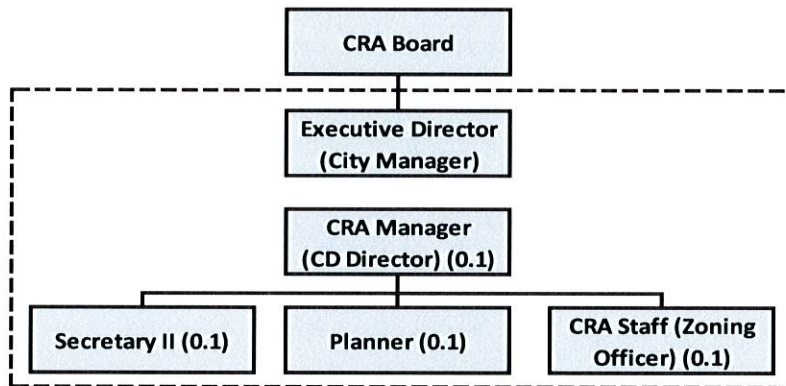 CRA Board
Executive Director
(City Manager)
CRA Manager
(CD Director) (0.1)
Secretary II (0.1)
Planner (0.1)
CRA Staff (Zoning
Officer) (0.1)